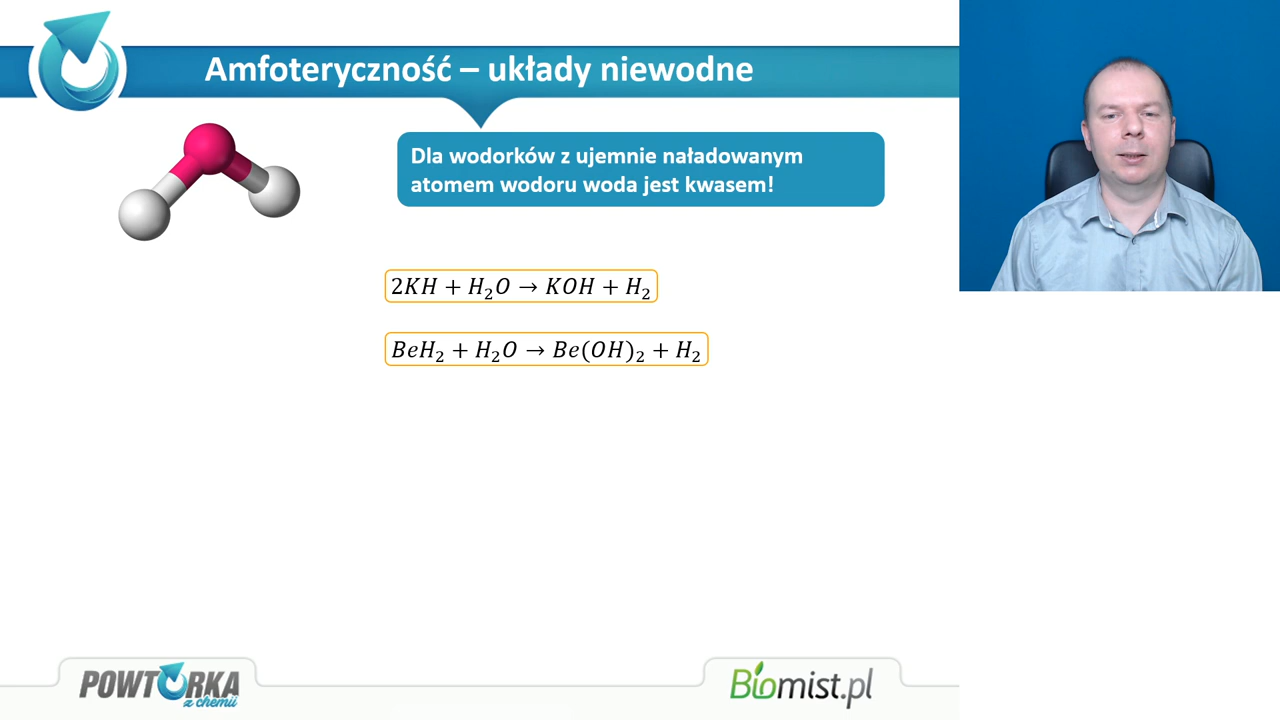 Amfoteryczność – układy niewodne
Dla wodorków z ujemnie naładowanym
atomem wodoru woda jest kwasem!
2KH + H₂O → KOH + H₂
BeH₂ + H₂O → Be(OH)₂ + H₂
POWTÓRKA
z chemii
Biomist.pl